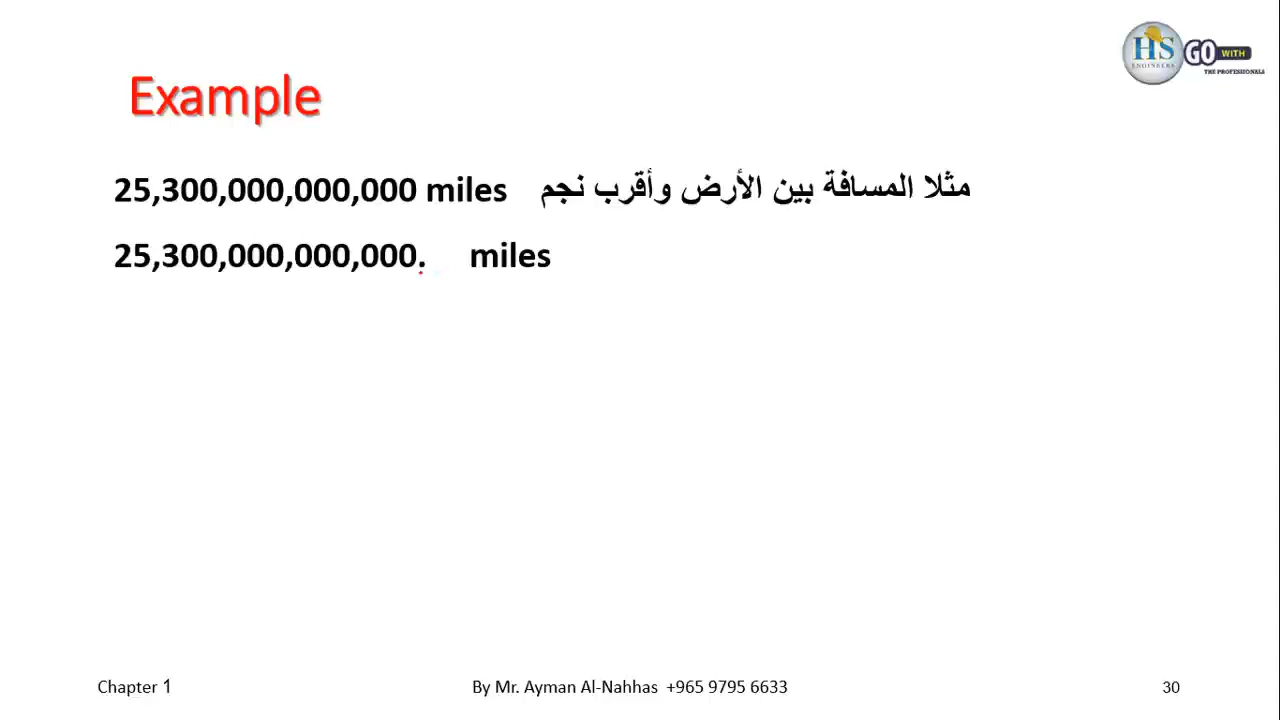 HS
ENGINEERS
GO WITH
THE PROFESSIONALS
Example
25,300,000,000,000 miles مثلا المسافة بين الأرض وأقرب نجم
25,300,000,000,000. miles
Chapter 1
By Mr. Ayman Al-Nahhas +965 9795 6633
30